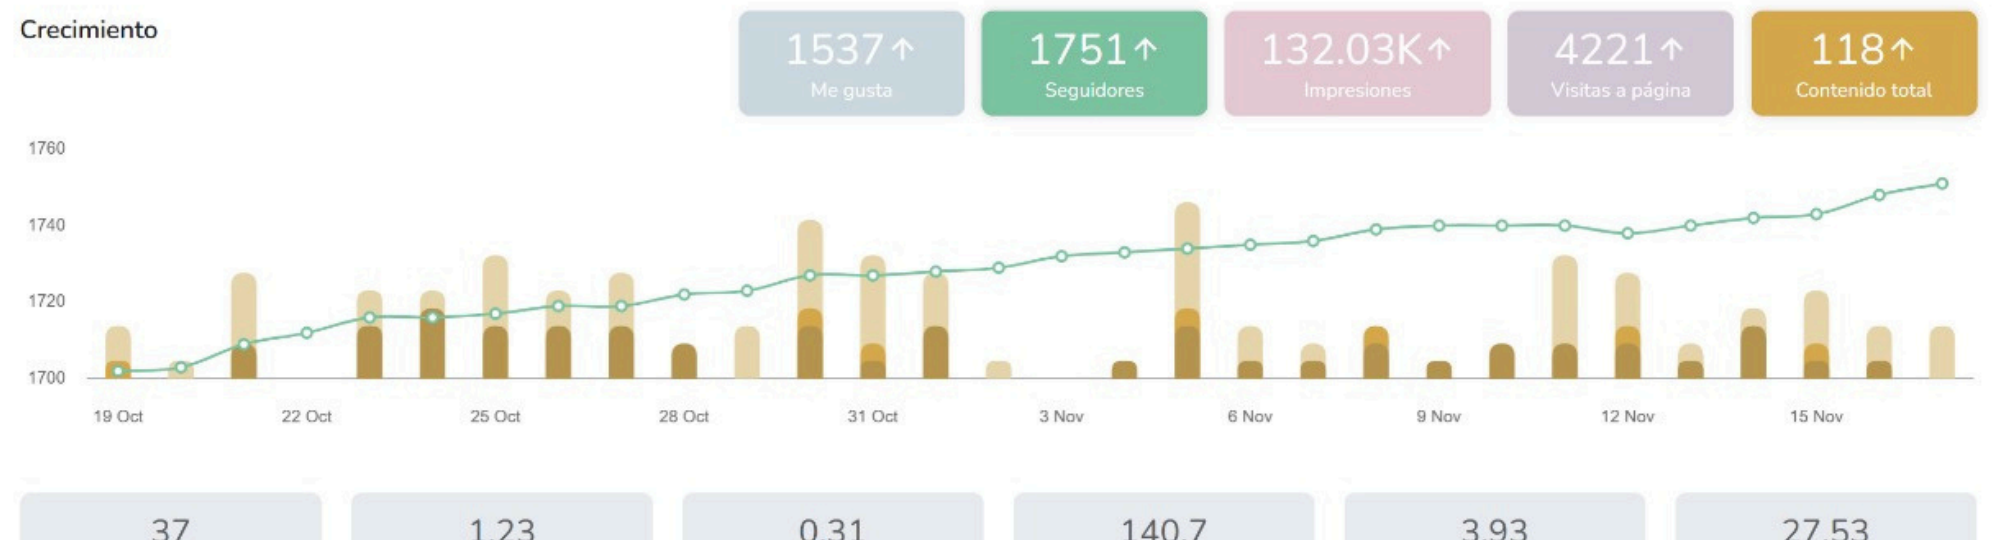 Crecimiento
1537↑
Me gusta
1751↑
Seguidores
132.03K↑
Impresiones
4221↑
Visitas a página
118↑
Contenido total
1760
1740
1720
1700
19 Oct
22 Oct
25 Oct
28 Oct
31 Oct
3 Nov
6 Nov
9 Nov
12 Nov
15 Nov
37
1.23
0.31
140.7
3.93
27.53